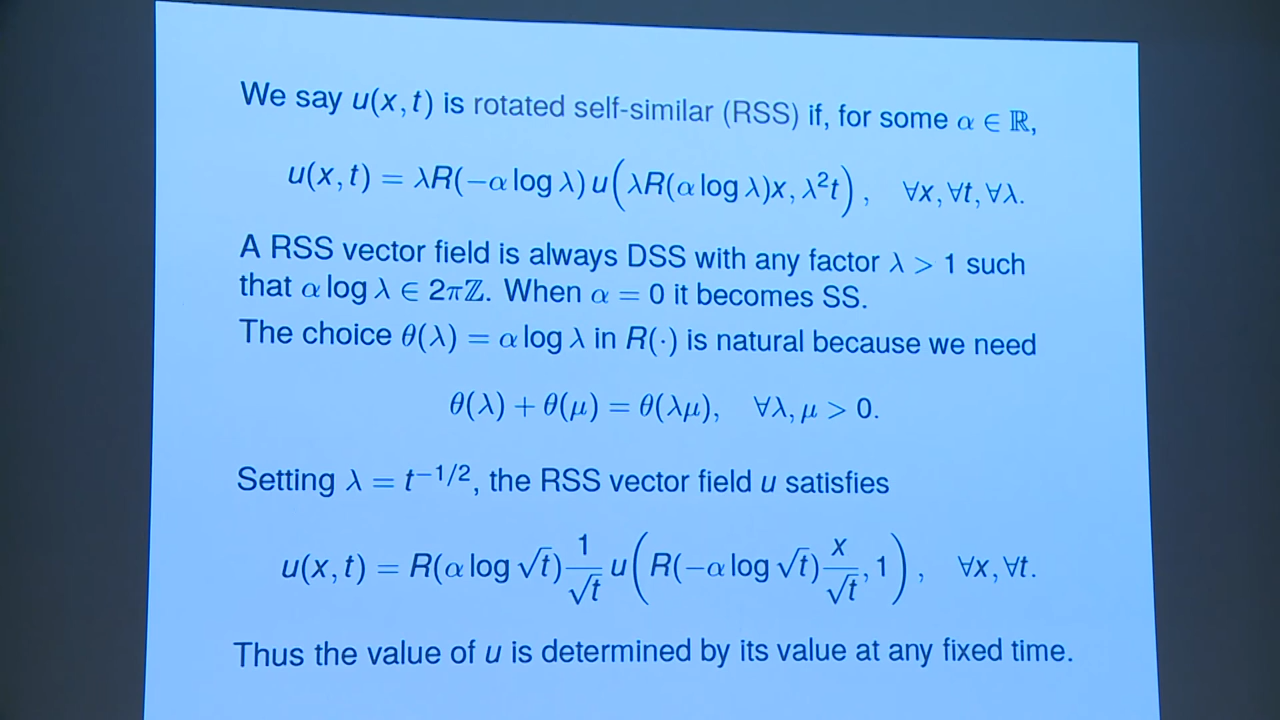 We say u(x, t) is rotated self-similar (RSS) if, for some α ∈ ℝ,
u(x, t) = λR(−α log λ) u(λR(α log λ)x, λ²t), ∀x, ∀t, ∀λ.
A RSS vector field is always DSS with any factor λ > 1 such
that α log λ ∈ 2πℤ. When α = 0 it becomes SS.
The choice θ(λ) = α log λ in R(·) is natural because we need
θ(λ) + θ(μ) = θ(λμ), ∀λ, μ > 0.
Setting λ = t^{−1/2}, the RSS vector field u satisfies
u(x, t) = R(α log √t) 1/√t u(R(−α log √t) x/√t, 1), ∀x, ∀t.
Thus the value of u is determined by its value at any fixed time.